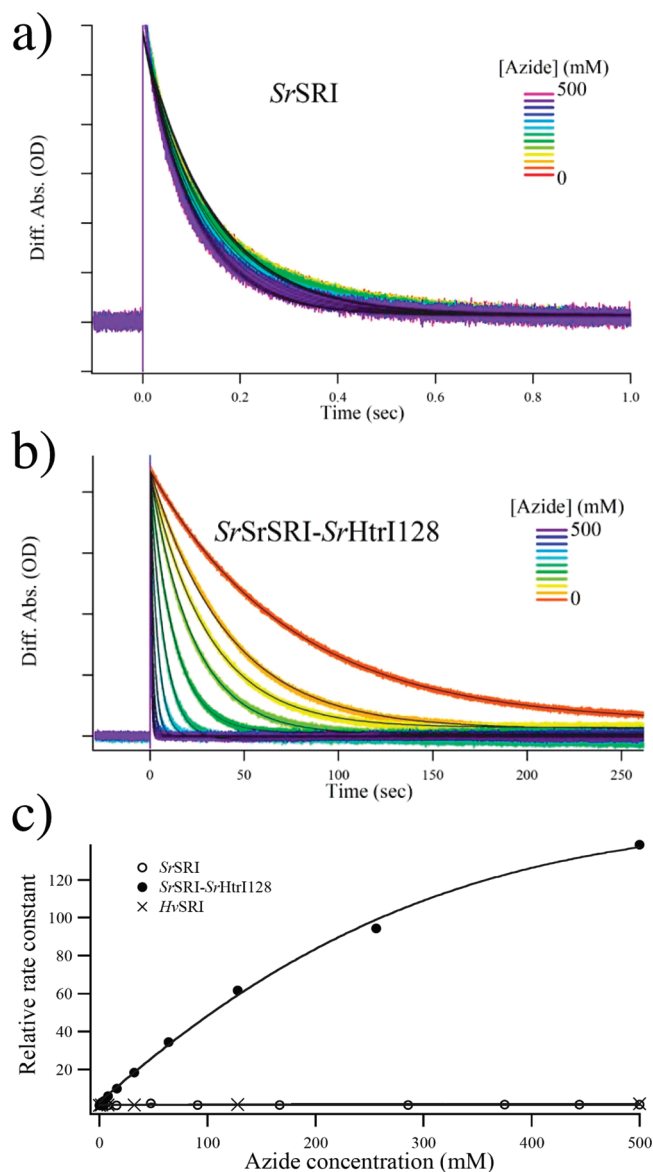 a)
SrSRI
[Azide] (mM)
500
0
Diff. Abs. (OD)
0.0 0.2 0.4 0.6 0.8 1.0
Time (sec)
b)
SrSrSRI-SrHtrI128
[Azide] (mM)
500
0
Diff. Abs. (OD)
0 50 100 150 200 250
Time (sec)
c)
SrSRI
SrSRI-SrHtrI128
HvSRI
Relative rate constant
120
100
80
60
40
20
0 100 200 300 400 500
Azide concentration (mM)